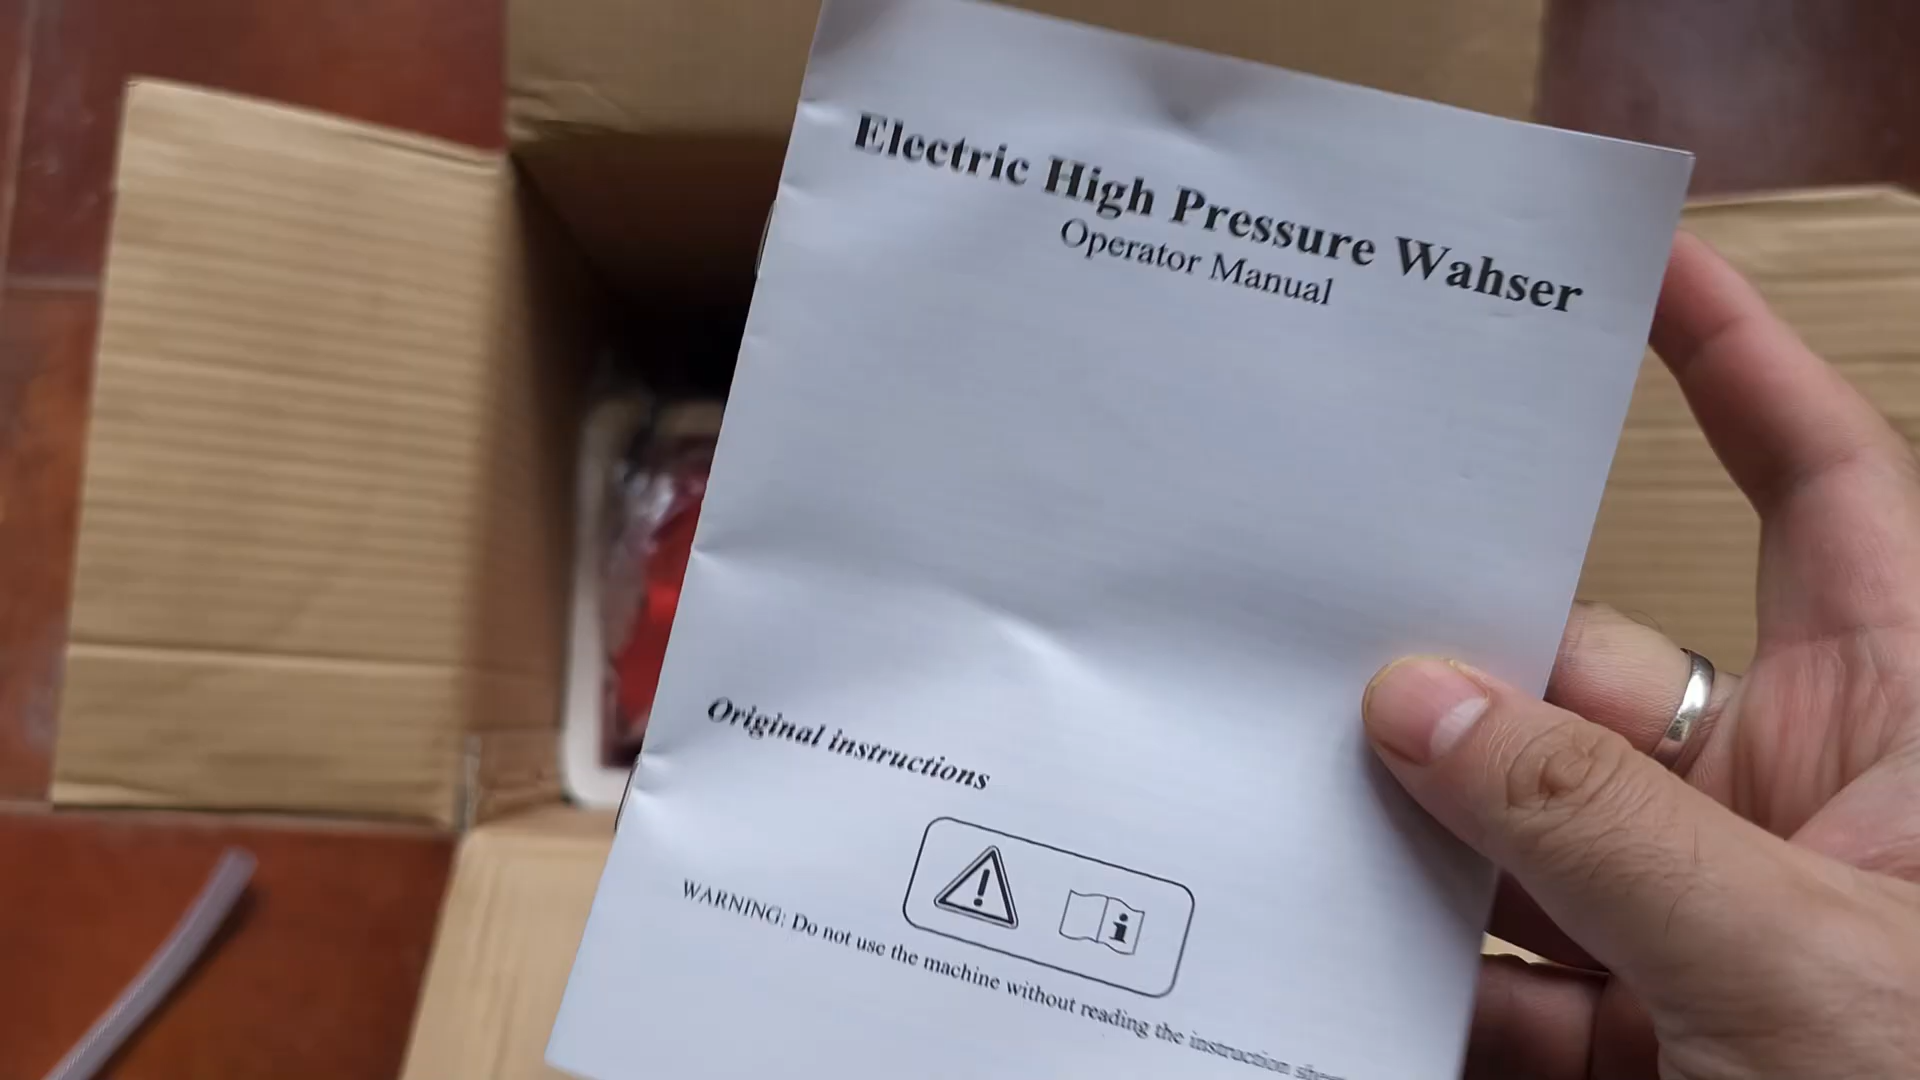 Electric High Pressure Wahser
Operator Manual
Original instructions
WARNING: Do not use the machine without reading the instruction